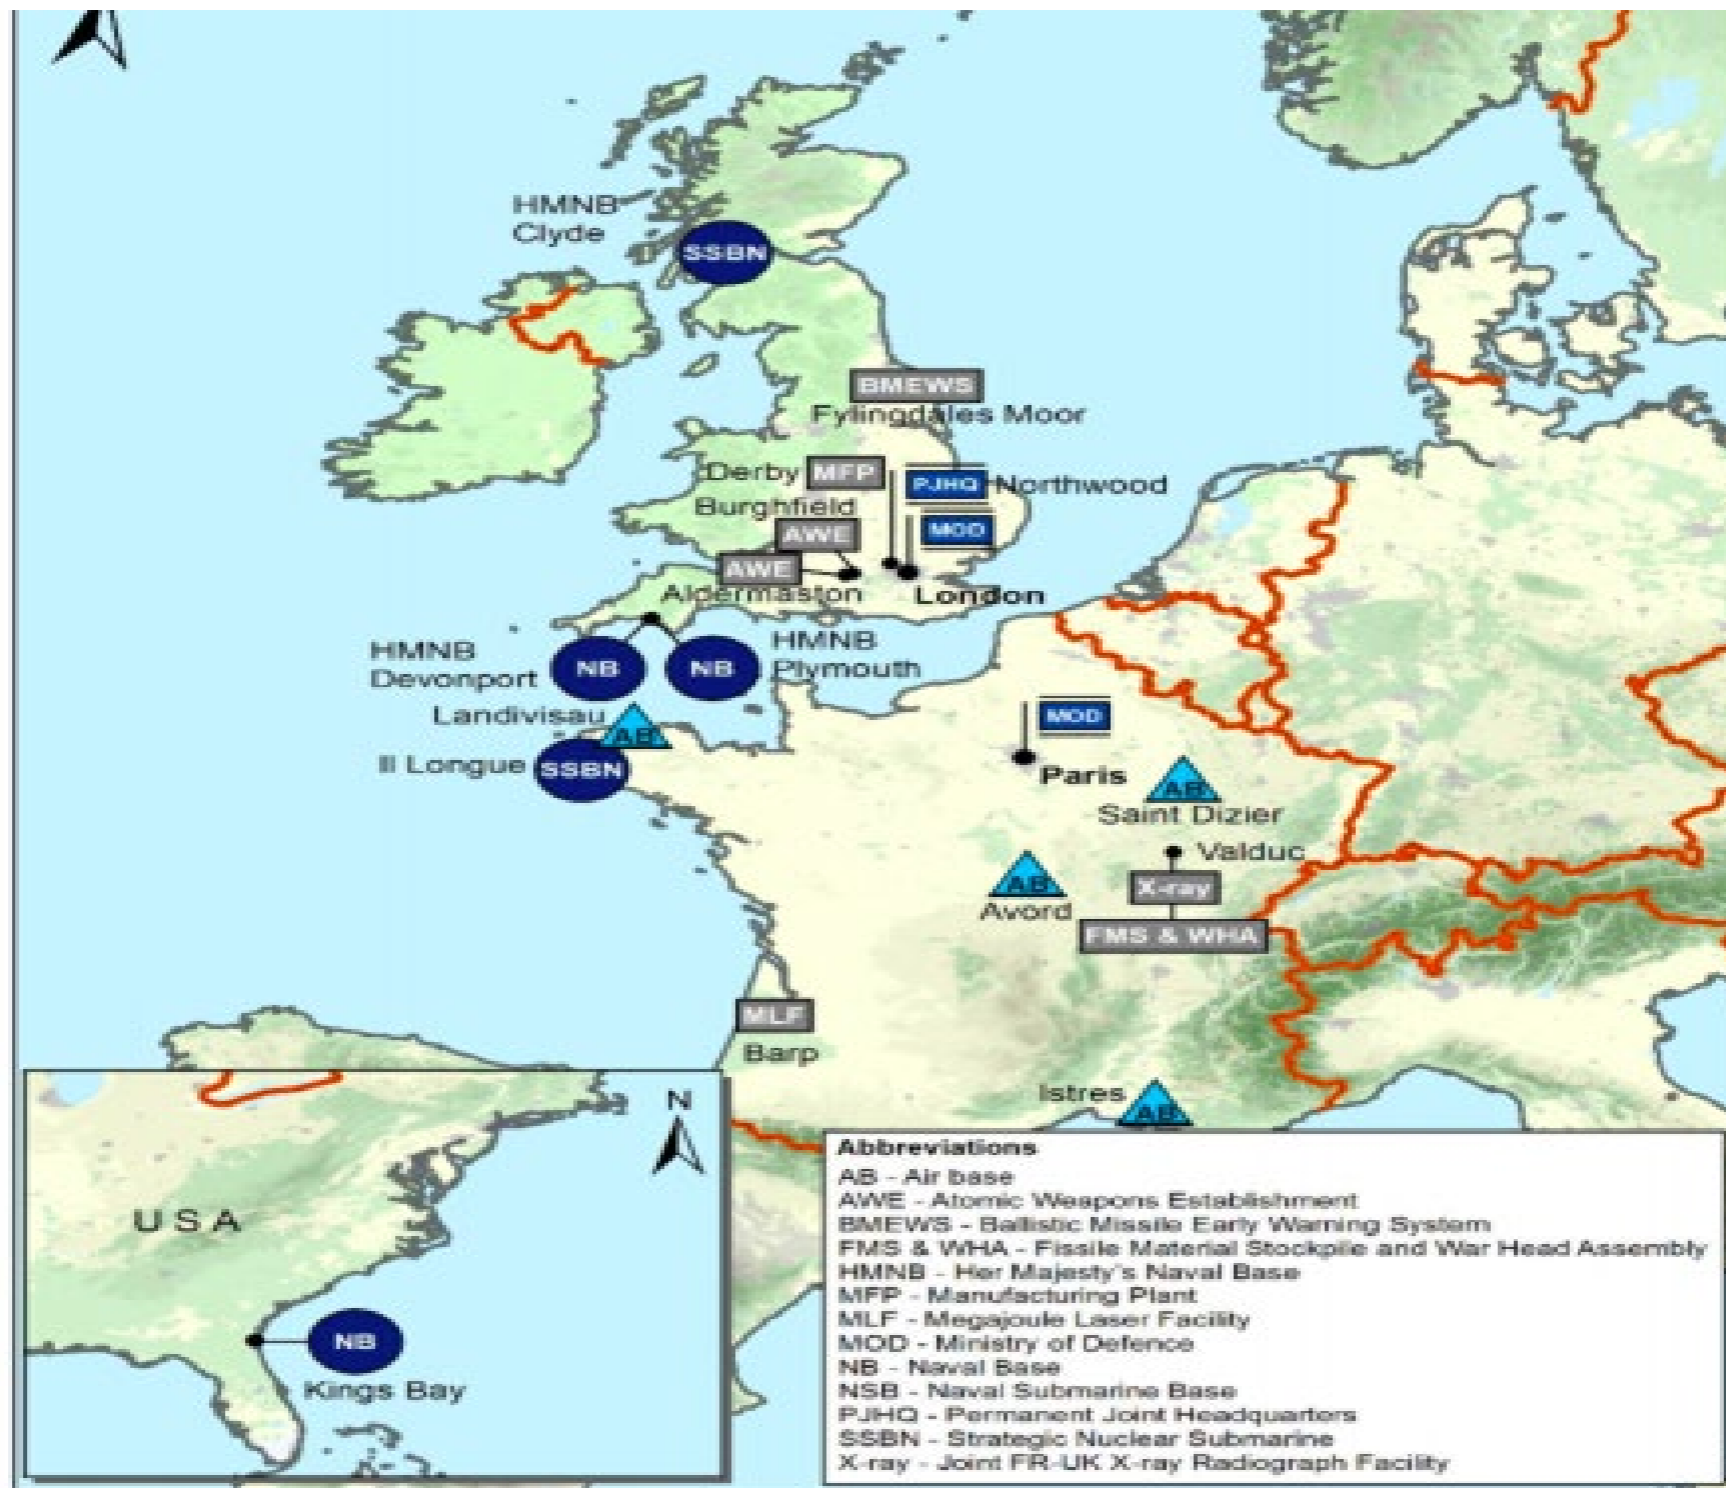 HMNB
Clyde
SSBN
BMEWS
Fylingdales Moor
Derby
MFP
PJHQ
Northwood
Burghfield
AWE
MOD
AWE
Aldermaston
London
HMNB
Devonport
NB
NB
HMNB
Plymouth
Landivisau
AB
Il Longue
SSBN
MOD
Paris
AB
Saint Dizier
Valduc
AB
Avord
X-ray
FMS & WHA
MLF
Barp
Istres
AB
N
USA
NB
Kings Bay
Abbreviations
AB - Air base
AWE - Atomic Weapons Establishment
BMEWS - Ballistic Missile Early Warning System
FMS & WHA - Fissile Material Stockpile and War Head Assembly
HMNB - Her Majesty's Naval Base
MFP - Manufacturing Plant
MLF - Megajoule Laser Facility
MOD - Ministry of Defence
NB - Naval Base
NSB - Naval Submarine Base
PJHQ - Permanent Joint Headquarters
SSBN - Strategic Nuclear Submarine
X-ray - Joint FR-UK X-ray Radiograph Facility